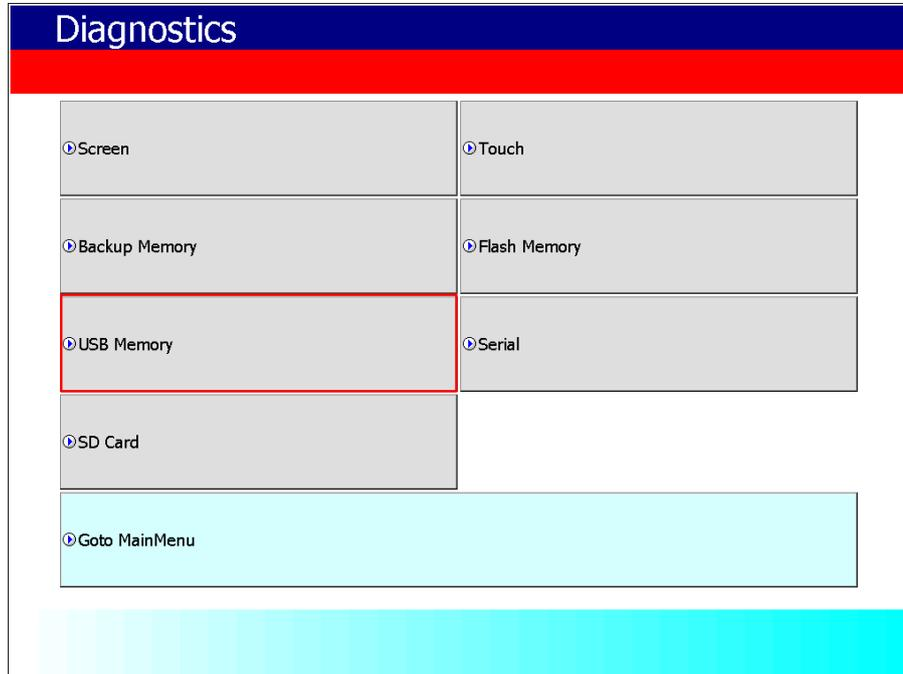 Diagnostics
Screen
Touch
Backup Memory
Flash Memory
USB Memory
Serial
SD Card
Goto MainMenu